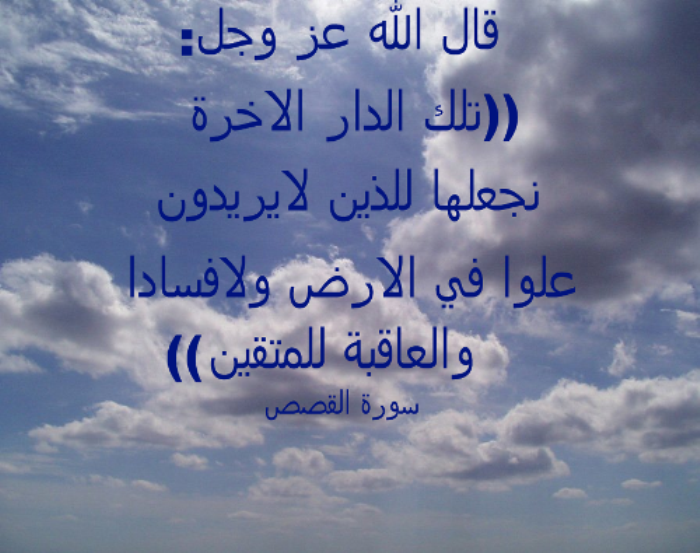 قال الله عز وجل:
((تلك الدار الاخرة
نجعلها للذين لايريدون
علوا في الارض ولافسادا
والعاقبة للمتقين))
سورة القصص